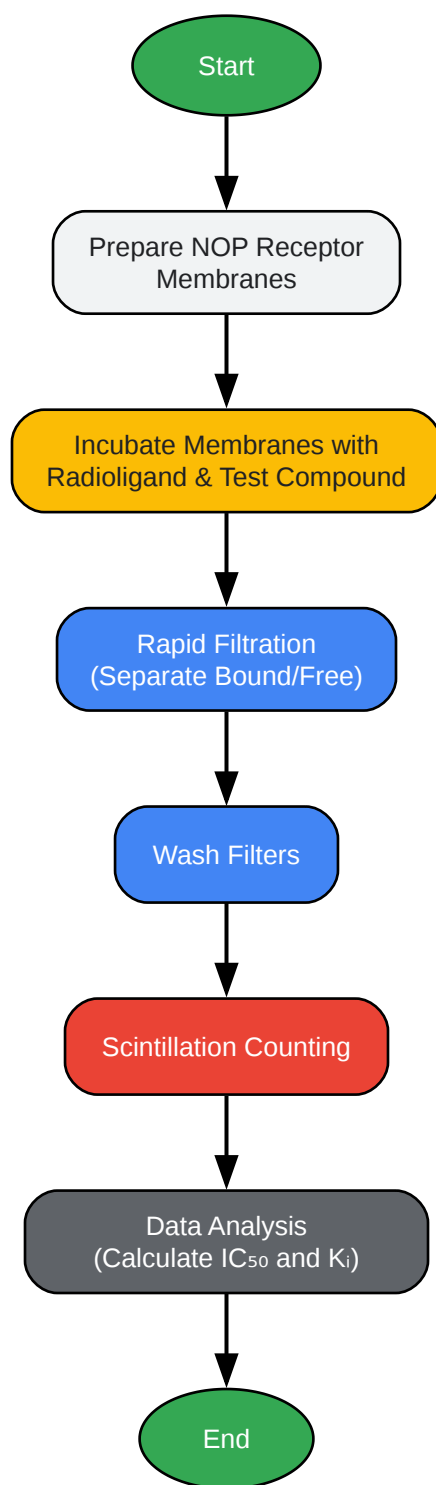 Start
Prepare NOP Receptor
Membranes
Incubate Membranes with
Radioligand & Test Compound
Rapid Filtration
(Separate Bound/Free)
Wash Filters
Scintillation Counting
Data Analysis
(Calculate IC₅₀ and Kᵢ)
End